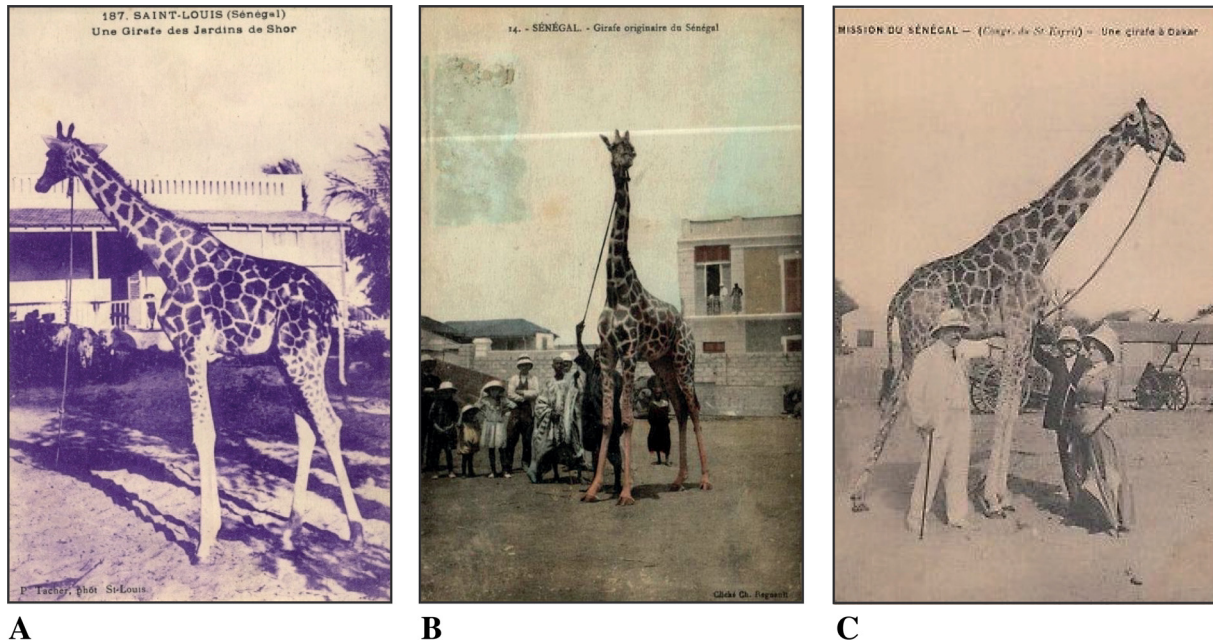 187. SAINT-LOUIS (Sénégal)
Une Girafe des Jardins de Shor
P. Tacher, phot St-Louis.
A
14. - SÉNÉGAL. - Girafe originaire du Sénégal
Cliché Ch.
B
MISSION DU SÉNÉGAL — (Congr. du St Esprit) — Une girafe à Dakar
C